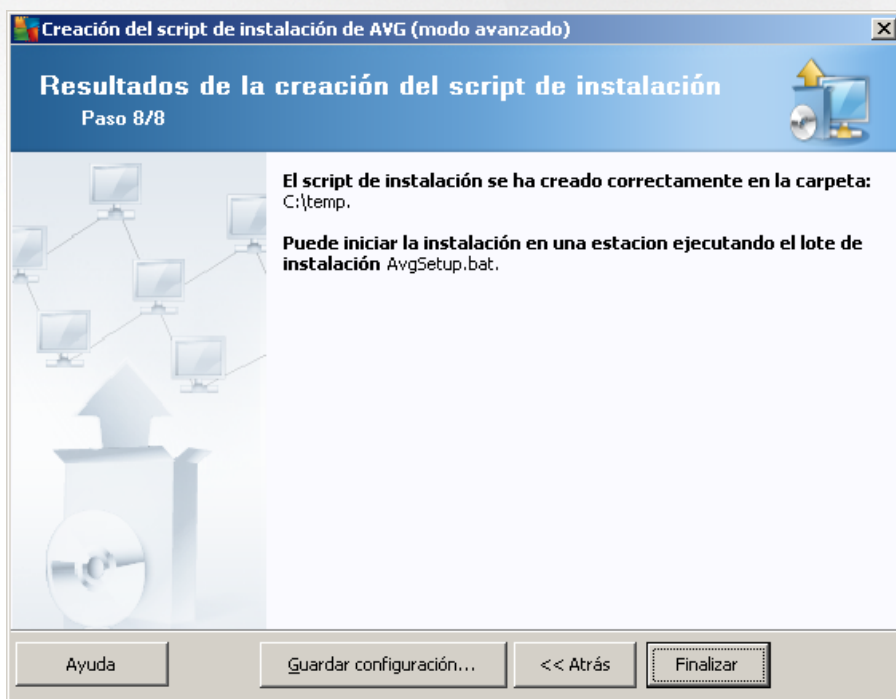 Creación del script de instalación de AVG (modo avanzado)
Resultados de la creación del script de instalación
Paso 8/8
El script de instalación se ha creado correctamente en la carpeta:
C:\temp.
Puede iniciar la instalación en una estacion ejecutando el lote de
instalación AvgSetup.bat.
Ayuda
Guardar configuración...
<< Atrás
Finalizar